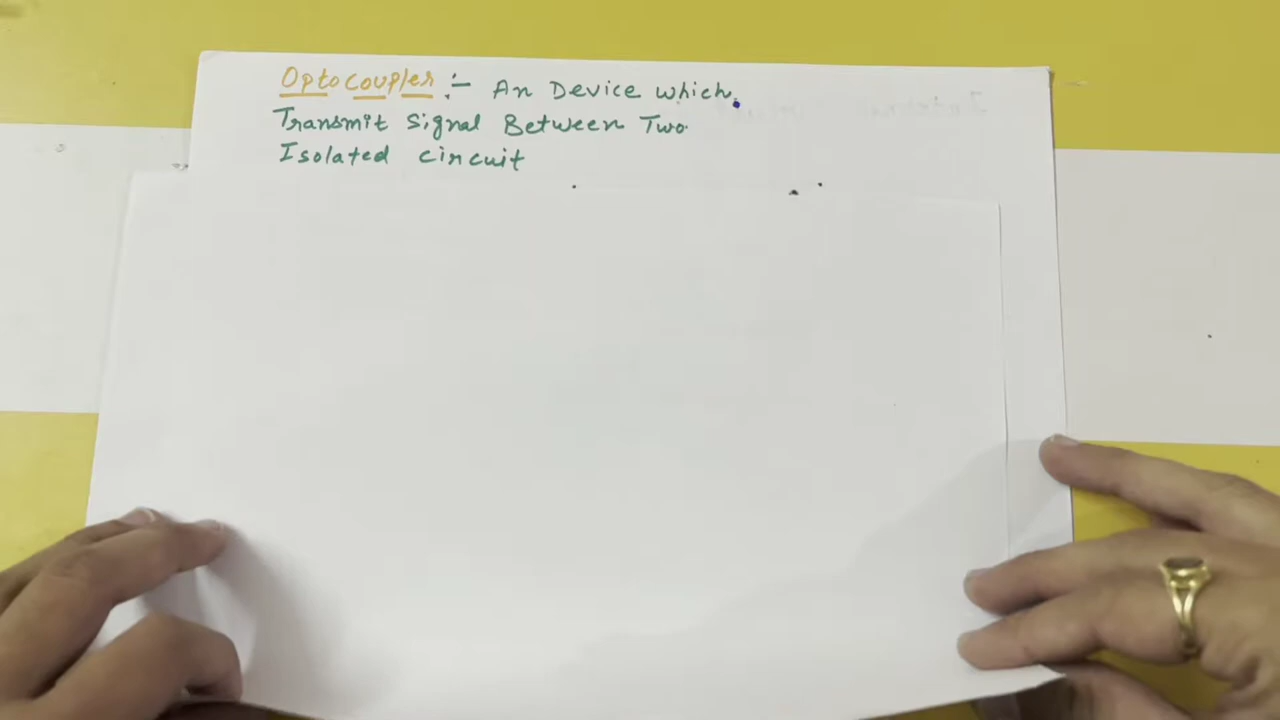 Optocoupler :- An Device which
Transmit Signal Between Two
Isolated circuit